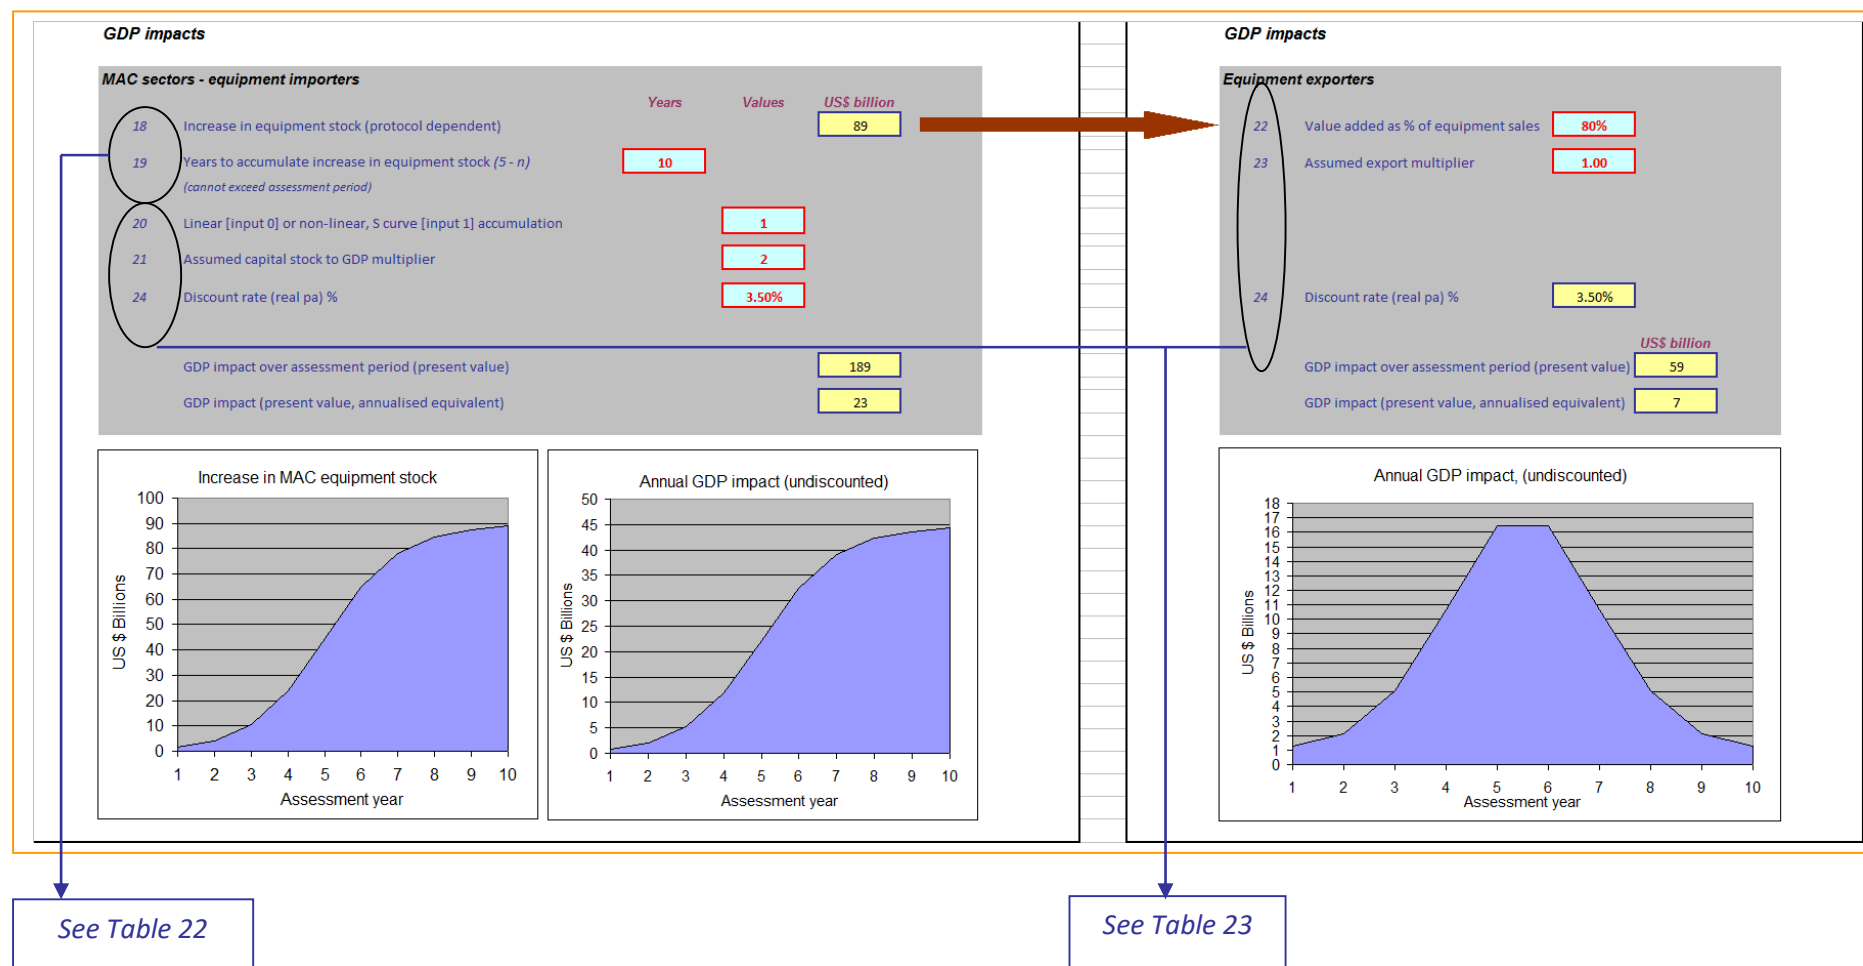 GDP impacts
MAC sectors - equipment importers
Years Values US$ billion
18 Increase in equipment stock (protocol dependent) 89
19 Years to accumulate increase in equipment stock (5 - n) 10
(cannot exceed assessment period)
20 Linear [input 0] or non-linear, S curve [input 1] accumulation 1
21 Assumed capital stock to GDP multiplier 2
24 Discount rate (real pa) % 3.50%
GDP impact over assessment period (present value) 189
GDP impact (present value, annualised equivalent) 23
Increase in MAC equipment stock
US $ Billions
100
90
80
70
60
50
40
30
20
10
0
1 2 3 4 5 6 7 8 9 10
Assessment year
Annual GDP impact (undiscounted)
US $ Billions
50
45
40
35
30
25
20
15
10
5
0
1 2 3 4 5 6 7 8 9 10
Assessment year
GDP impacts
Equipment exporters
22 Value added as % of equipment sales 80%
23 Assumed export multiplier 1.00
24 Discount rate (real pa) % 3.50%
US$ billion
GDP impact over assessment period (present value) 59
GDP impact (present value, annualised equivalent) 7
Annual GDP impact, (undiscounted)
US $ Billions
18
17
16
15
14
13
12
11
10
9
8
7
6
5
4
3
2
1
0
1 2 3 4 5 6 7 8 9 10
Assessment year
See Table 22
See Table 23